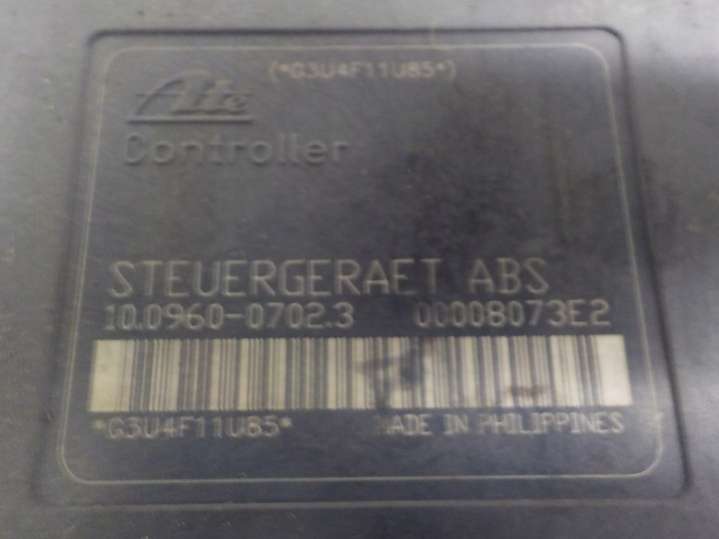 (*G3U4F11U85*)
Ate
Controller
STEUERGERAET ABS
10.0960-0702.3 00008073E2
*G3U4F11U85* MADE IN PHILIPPINES